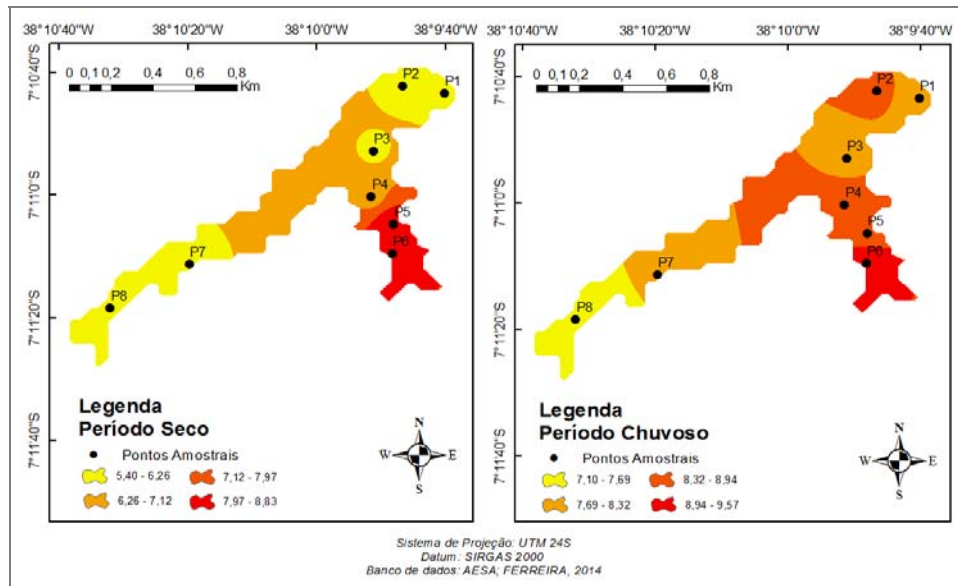 38°10'40"W 38°10'20"W 38°10'0"W 38°9'40"W
0 0,1 0,2 0,4 0,6 0,8
Km
7°10'40"S
7°11'0"S
7°11'20"S
7°11'40"S
P2
P1
P3
P4
P5
P6
P7
P8
Legenda
Período Seco
Pontos Amostrais
5,40 - 6,26 7,12 - 7,97
6,26 - 7,12 7,97 - 8,83
N
W E
S
38°10'40"W 38°10'20"W 38°10'0"W 38°9'40"W
0 0,1 0,2 0,4 0,6 0,8
Km
7°10'40"S
7°11'0"S
7°11'20"S
7°11'40"S
P2
P1
P3
P4
P5
P6
P7
P8
Legenda
Período Chuvoso
Pontos Amostrais
7,10 - 7,69 8,32 - 8,94
7,69 - 8,32 8,94 - 9,57
N
W E
S
Sistema de Projeção: UTM 24S
Datum: SIRGAS 2000
Banco de dados: AESA; FERREIRA, 2014